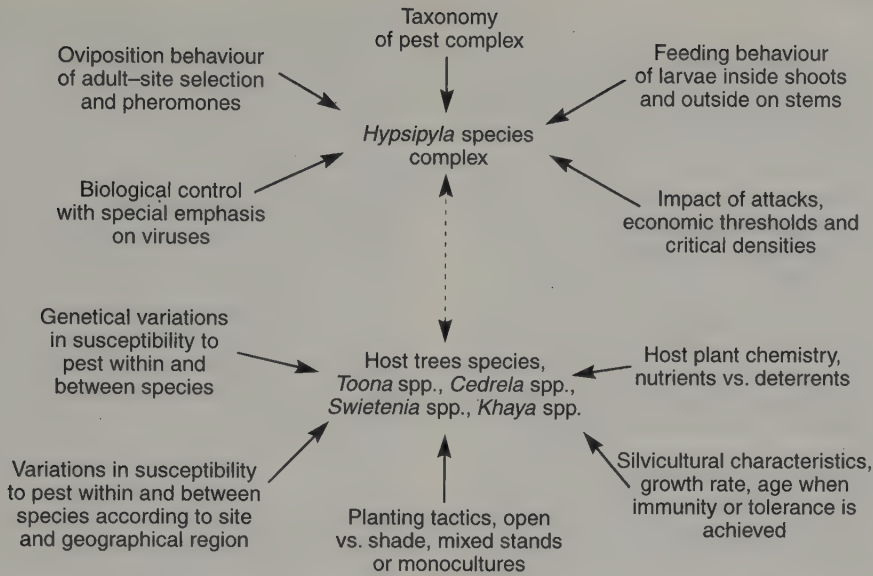 Taxonomy
of pest complex
Oviposition behaviour
of adult–site selection
and pheromones
Feeding behaviour
of larvae inside shoots
and outside on stems
Hypsipyla species
complex
Biological control
with special emphasis
on viruses
Impact of attacks,
economic thresholds and
critical densities
Genetical variations
in susceptibility to
pest within and
between species
Host trees species,
Toona spp., Cedrela spp.,
Swietenia spp., Khaya spp.
Host plant chemistry,
nutrients vs. deterrents
Variations in susceptibility
to pest within and between
species according to site
and geographical region
Planting tactics, open
vs. shade, mixed stands
or monocultures
Silvicultural characteristics,
growth rate, age when
immunity or tolerance is
achieved